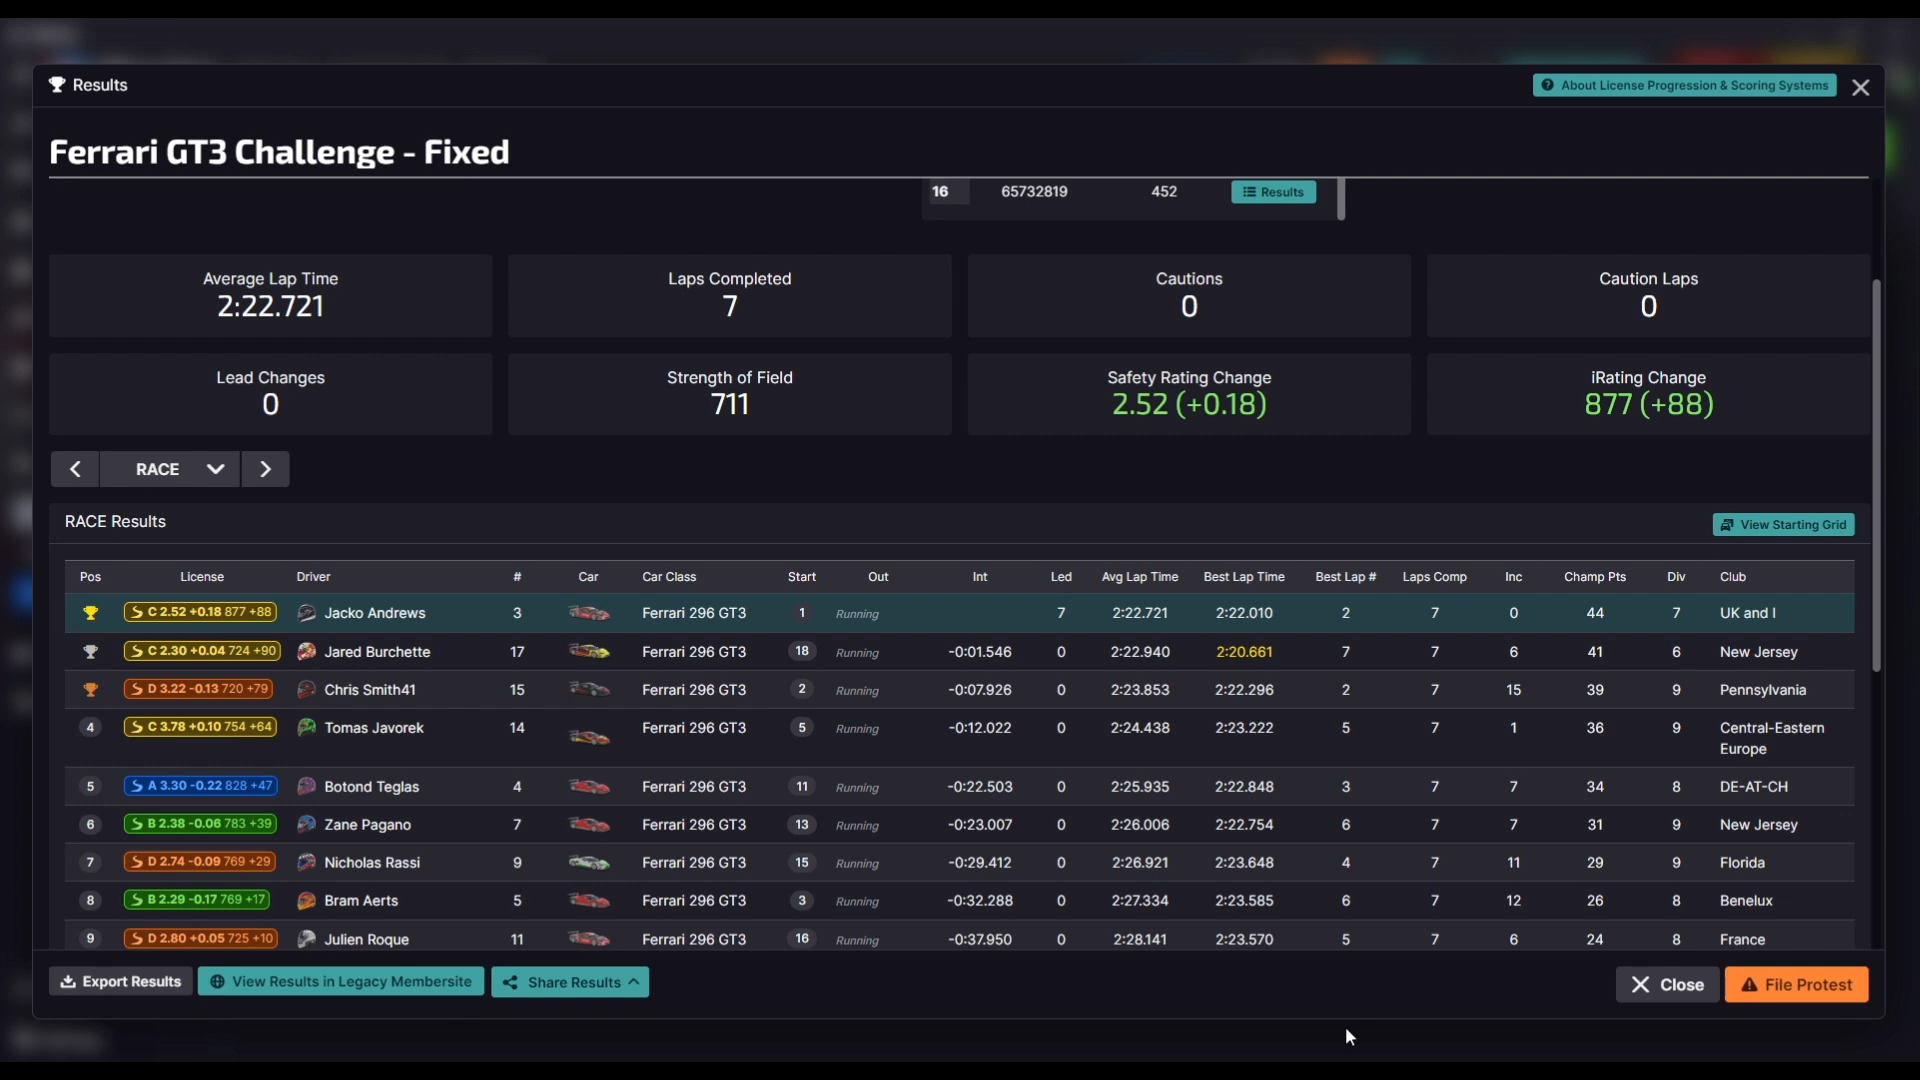 Results
About License Progression & Scoring Systems
Ferrari GT3 Challenge - Fixed
16 65732819 452 Results
Average Lap Time Laps Completed Cautions Caution Laps
2:22.721 7 0 0
Lead Changes Strength of Field Safety Rating Change iRating Change
0 711 2.52 (+0.18) 877 (+88)
RACE
RACE Results View Starting Grid
Pos License Driver # Car Car Class Start Out Int Led Avg Lap Time Best Lap Time Best Lap # Laps Comp Inc Champ Pts Div Club
C 2.52 +0.18 877 +88 Jacko Andrews 3 Ferrari 296 GT3 1 Running 7 2:22.721 2:22.010 2 7 0 44 7 UK and I
C 2.30 +0.04 724 +90 Jared Burchette 17 Ferrari 296 GT3 18 Running -0:01.546 0 2:22.940 2:20.661 7 7 6 41 6 New Jersey
D 3.22 -0.13 720 +79 Chris Smith41 15 Ferrari 296 GT3 2 Running -0:07.926 0 2:23.853 2:22.296 2 7 15 39 9 Pennsylvania
4 C 3.78 +0.10 754 +64 Tomas Javorek 14 Ferrari 296 GT3 5 Running -0:12.022 0 2:24.438 2:23.222 5 7 1 36 9 Central-Eastern
Europe
5 A 3.30 -0.22 828 +47 Botond Teglas 4 Ferrari 296 GT3 11 Running -0:22.503 0 2:25.935 2:22.848 3 7 7 34 8 DE-AT-CH
6 B 2.38 -0.06 783 +39 Zane Pagano 7 Ferrari 296 GT3 13 Running -0:23.007 0 2:26.006 2:22.754 6 7 7 31 9 New Jersey
7 D 2.74 -0.09 769 +29 Nicholas Rassi 9 Ferrari 296 GT3 15 Running -0:29.412 0 2:26.921 2:23.648 4 7 11 29 9 Florida
8 B 2.29 -0.17 769 +17 Bram Aerts 5 Ferrari 296 GT3 3 Running -0:32.288 0 2:27.334 2:23.585 6 7 12 26 8 Benelux
9 D 2.80 +0.05 725 +10 Julien Roque 11 Ferrari 296 GT3 16 Running -0:37.950 0 2:28.141 2:23.570 5 7 6 24 8 France
Export Results View Results in Legacy Membersite Share Results Close File Protest